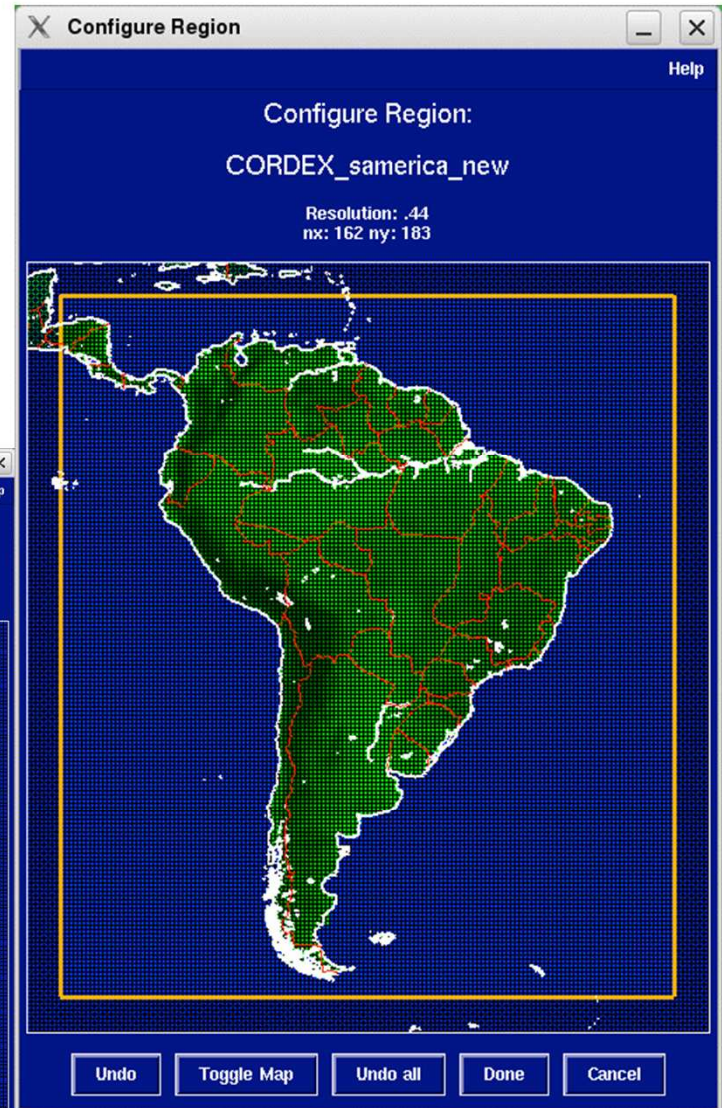 Configure Region
Help
Configure Region:
CORDEX_samerica_new
Resolution: .44
nx: 162 ny: 183
Undo
Toggle Map
Undo all
Done
Cancel